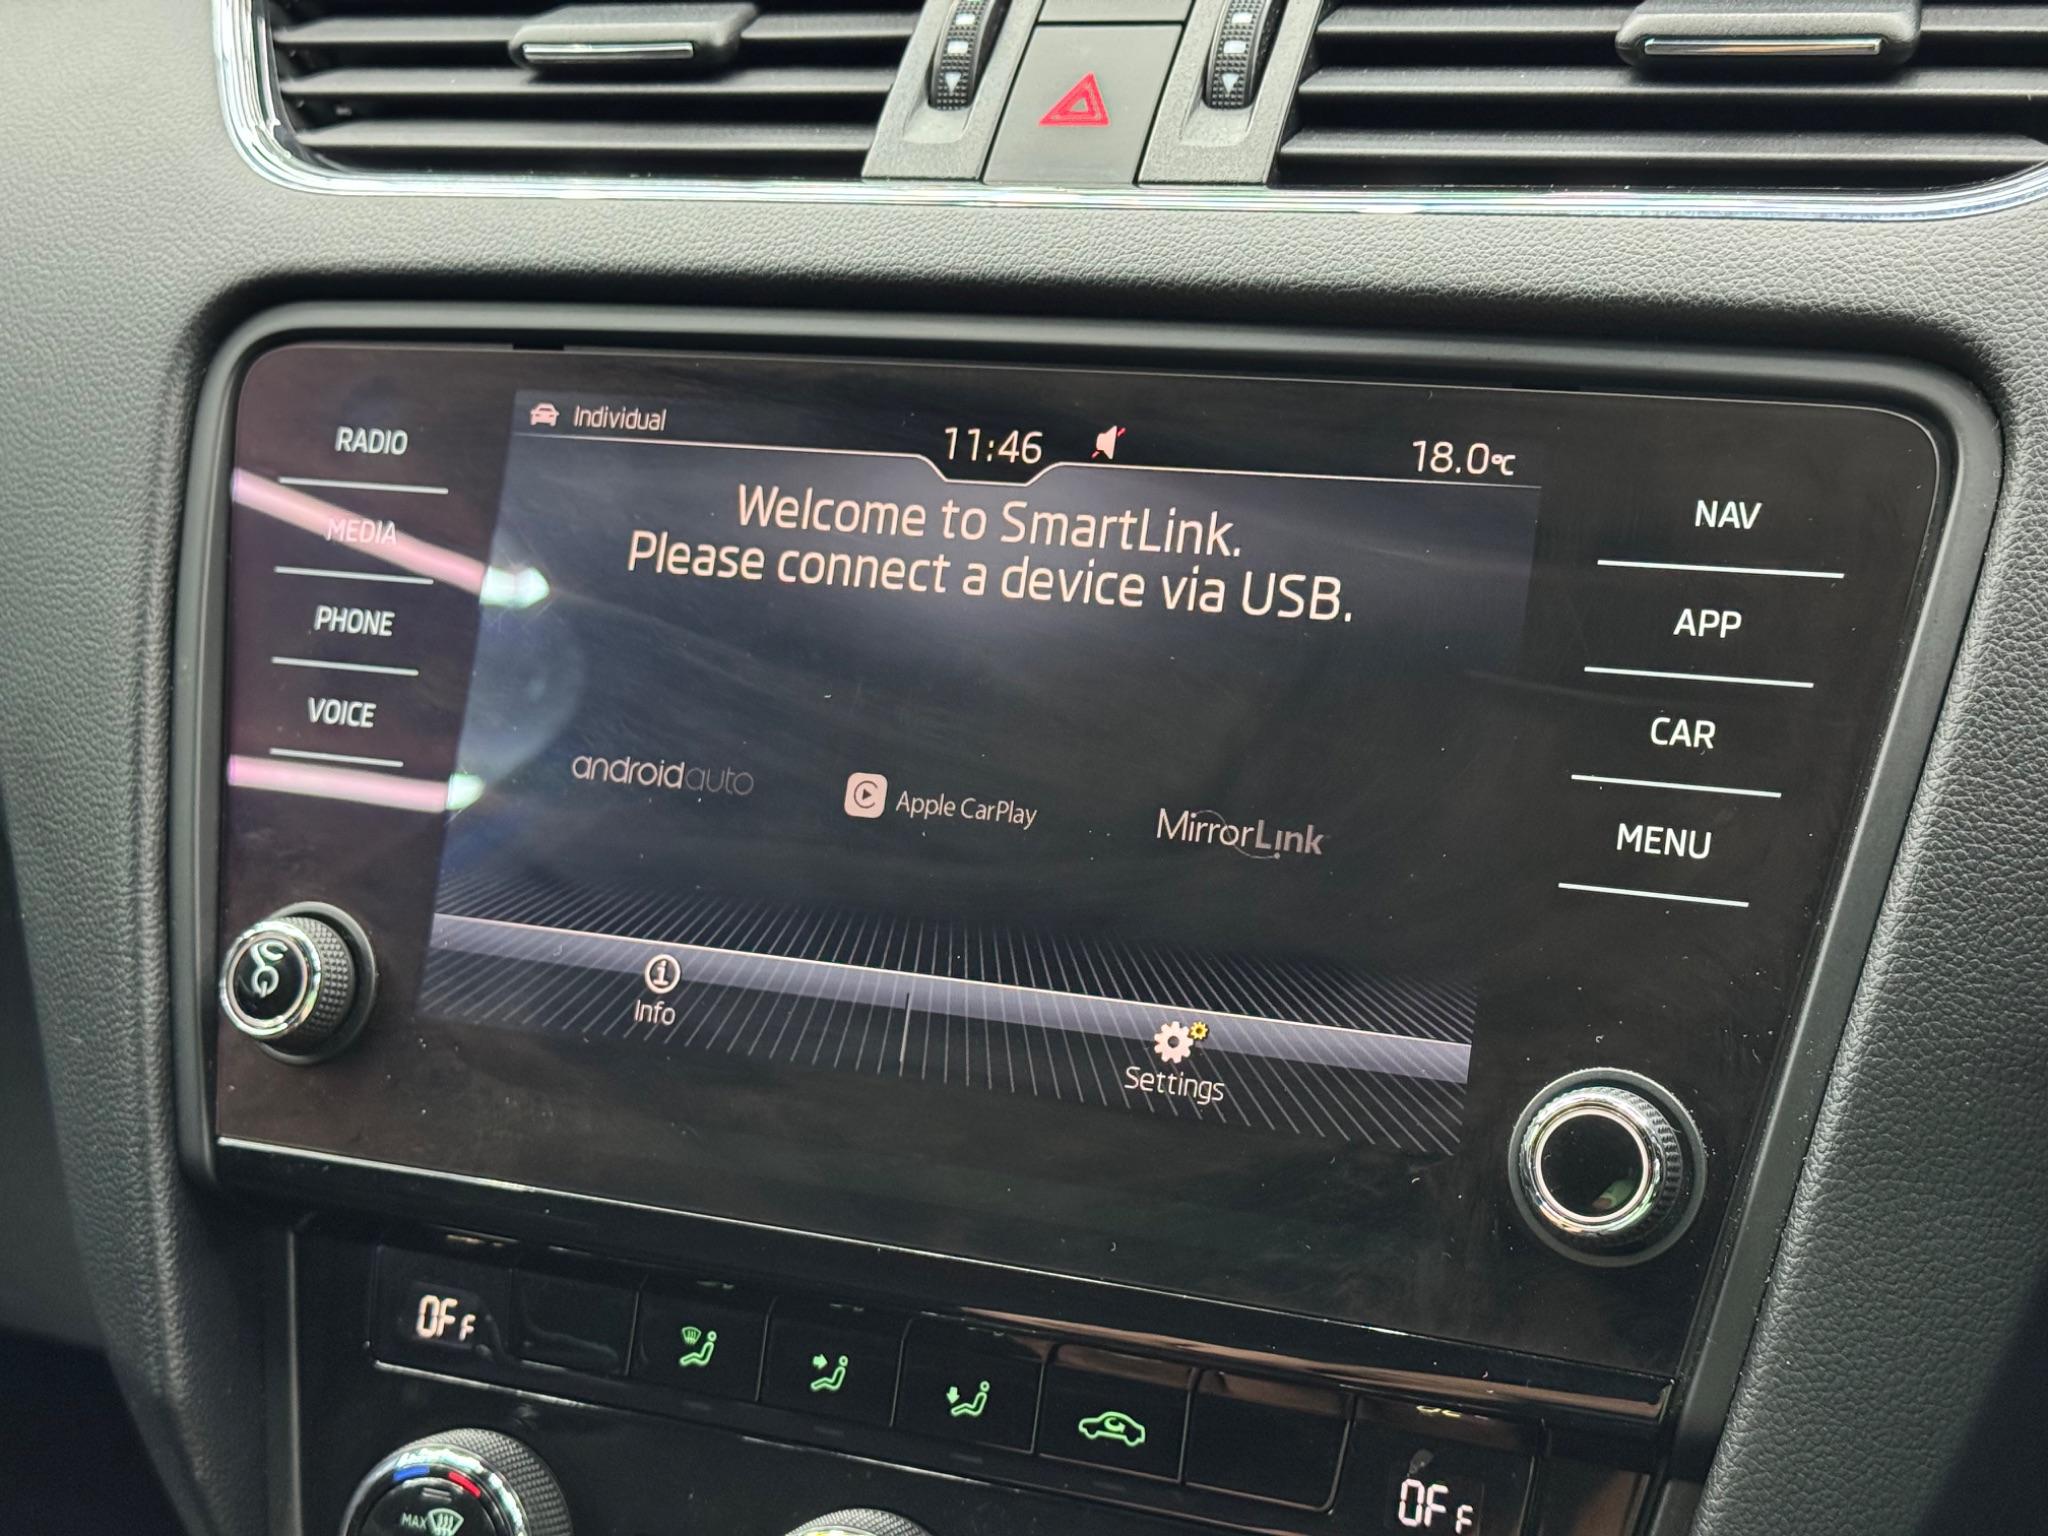 Individual
11:46
18.0°C
Welcome to SmartLink.
Please connect a device via USB.
androidauto
Apple CarPlay
MirrorLink
Info
Settings
RADIO
MEDIA
PHONE
VOICE
NAV
APP
CAR
MENU
OFF
OFF
MAX